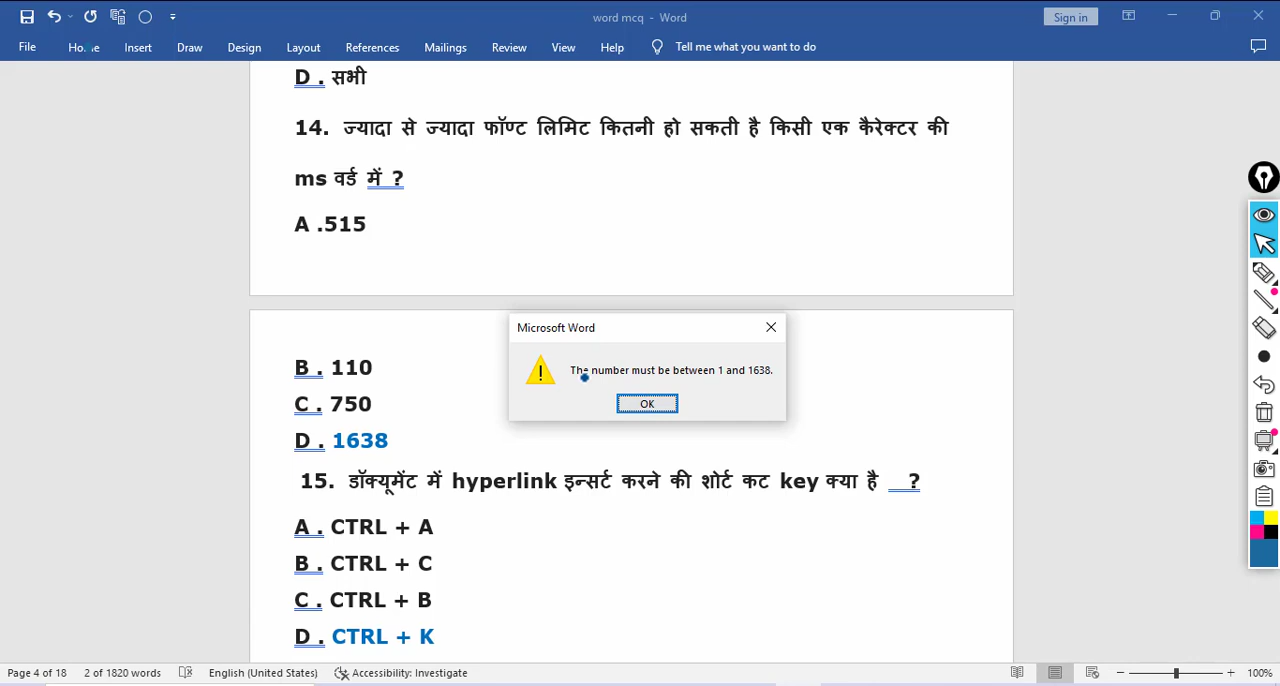 word mcq - Word
Sign in
File Home Insert Draw Design Layout References Mailings Review View Help Tell me what you want to do
D . सभी
14. ज्यादा से ज्यादा फॉण्ट लिमिट कितनी हो सकती है किसी एक कैरेक्टर की
ms वर्ड में ?
A .515
Microsoft Word
The number must be between 1 and 1638.
OK
B . 110
C . 750
D . 1638
15. डॉक्यूमेंट में hyperlink इन्सर्ट करने की शोर्ट कट key क्या है ?
A . CTRL + A
B . CTRL + C
C . CTRL + B
D . CTRL + K
Page 4 of 18 2 of 1820 words English (United States) Accessibility: Investigate 100%